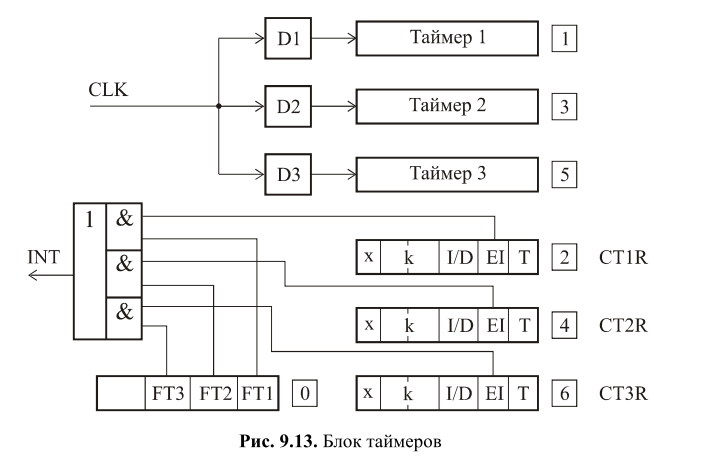 D1 Таймер 1 1
CLK
D2 Таймер 2 3
D3 Таймер 3 5
1 &
INT & x k I/D EI T 2 CT1R
& x k I/D EI T 4 CT2R
FT3 FT2 FT1 0 x k I/D EI T 6 CT3R
Рис. 9.13. Блок таймеров